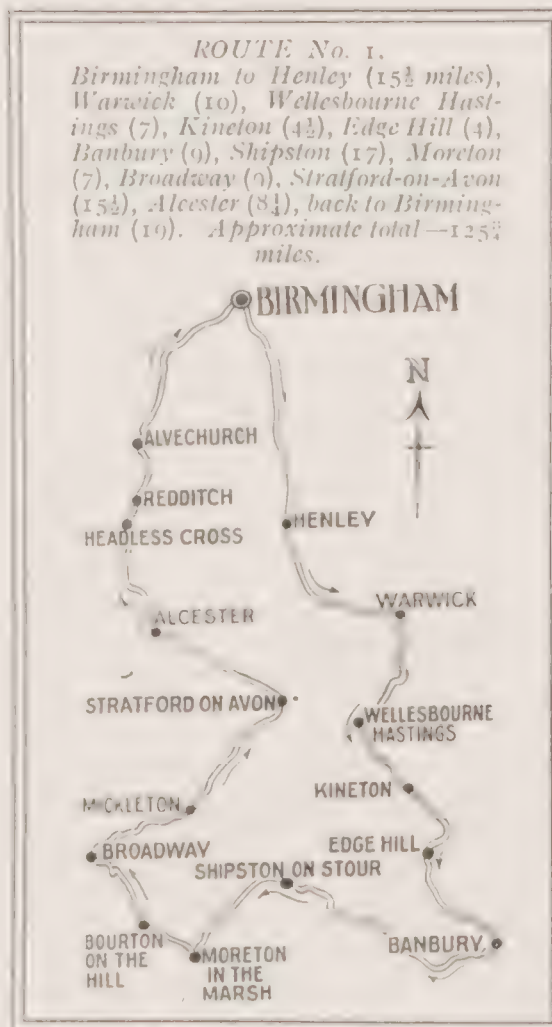 ROUTE No. 1.
Birmingham to Henley (15½ miles),
Warwick (10), Wellesbourne Hast-
ings (7), Kineton (4½), Edge Hill (4),
Banbury (9), Shipston (17), Moreton
(7), Broadway (9), Stratford-on-Avon
(15½), Alcester (8¼), back to Birming-
ham (19). Approximate total—125¾
miles.
BIRMINGHAM
N
ALVECHURCH
REDDITCH
HEADLESS CROSS
HENLEY
ALCESTER
WARWICK
STRATFORD ON AVON
WELLESBOURNE
HASTINGS
MICKLETON
KINETON
BROADWAY
EDGE HILL
SHIPSTON ON STOUR
BOURTON
ON THE
HILL
MORETON
IN THE
MARSH
BANBURY